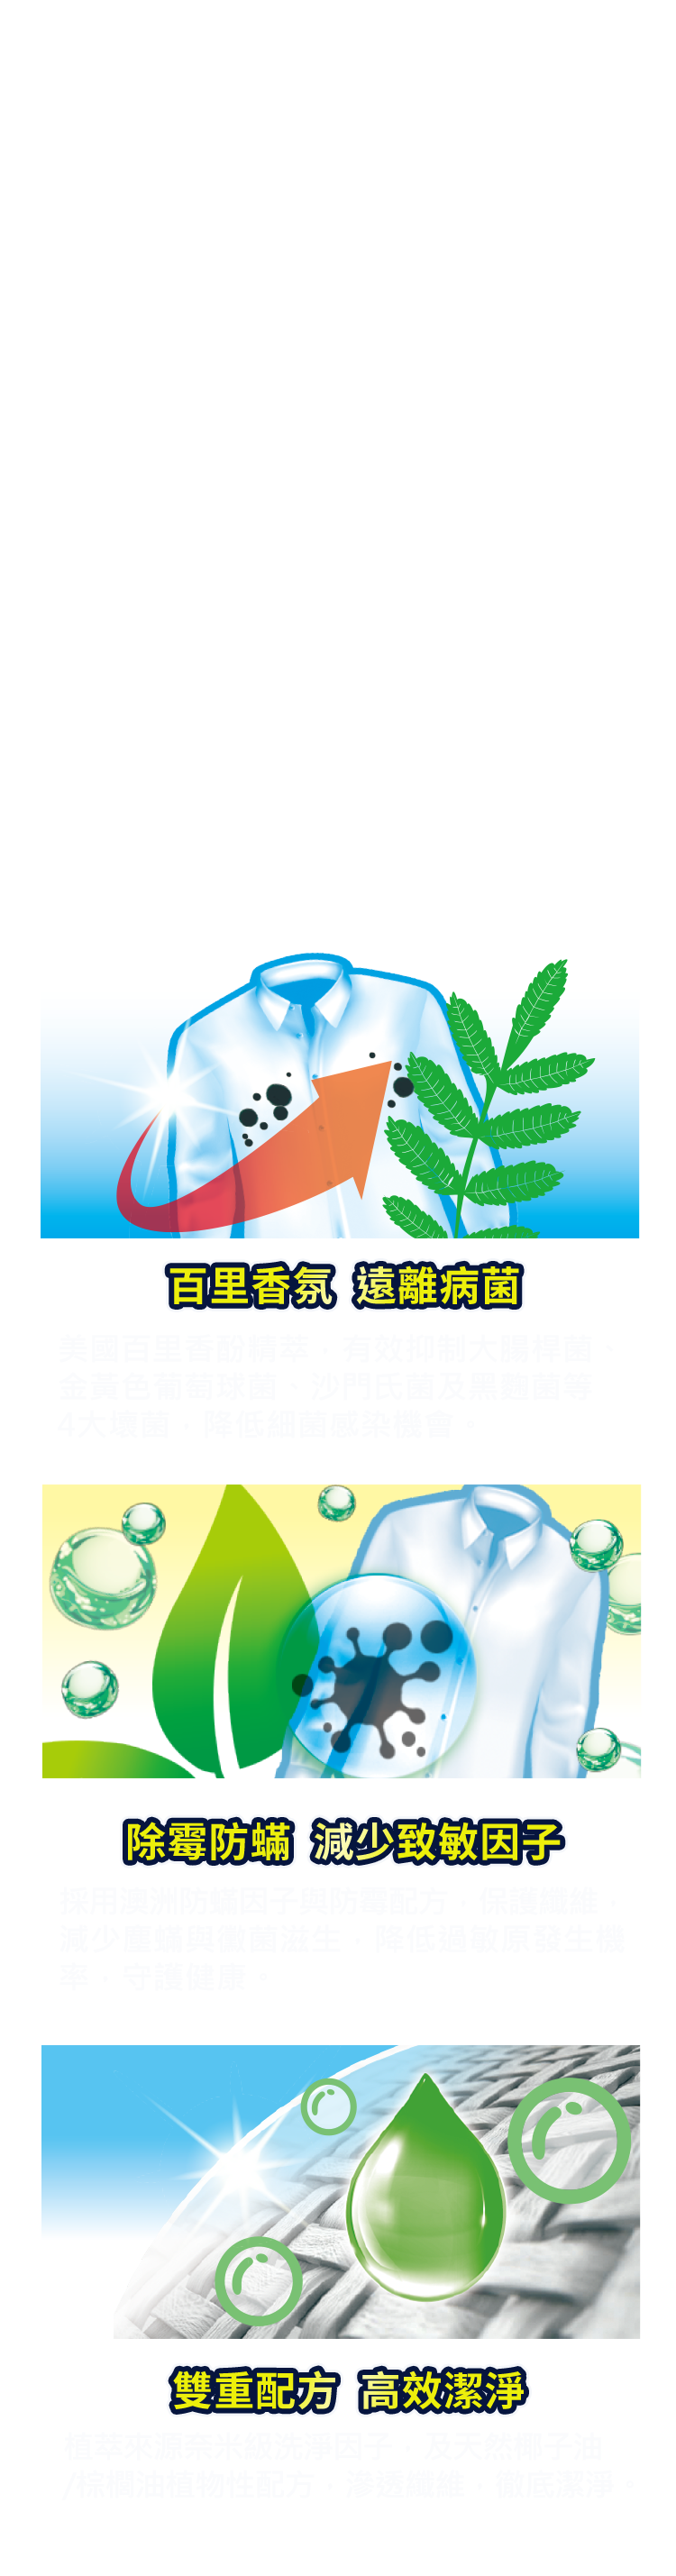 百里香氛 遠離病菌
美國百里香酚精萃，有效抑制大腸桿菌、
金黃色葡萄球菌、沙門氏菌及黑麴菌等
4大壞菌，降低細菌感染機會。
除霉防蟎 減少致敏因子
採用澳洲防蟎因子與防霉配方，保護纖維，
減少塵蟎與黴菌滋生，降低過敏原發生機
率，守護健康。
雙重配方 高效潔淨
植萃來源奈米級洗淨因子，及天然椰子油
/棕櫚油植物性配方，滲透纖維，徹底潔淨。